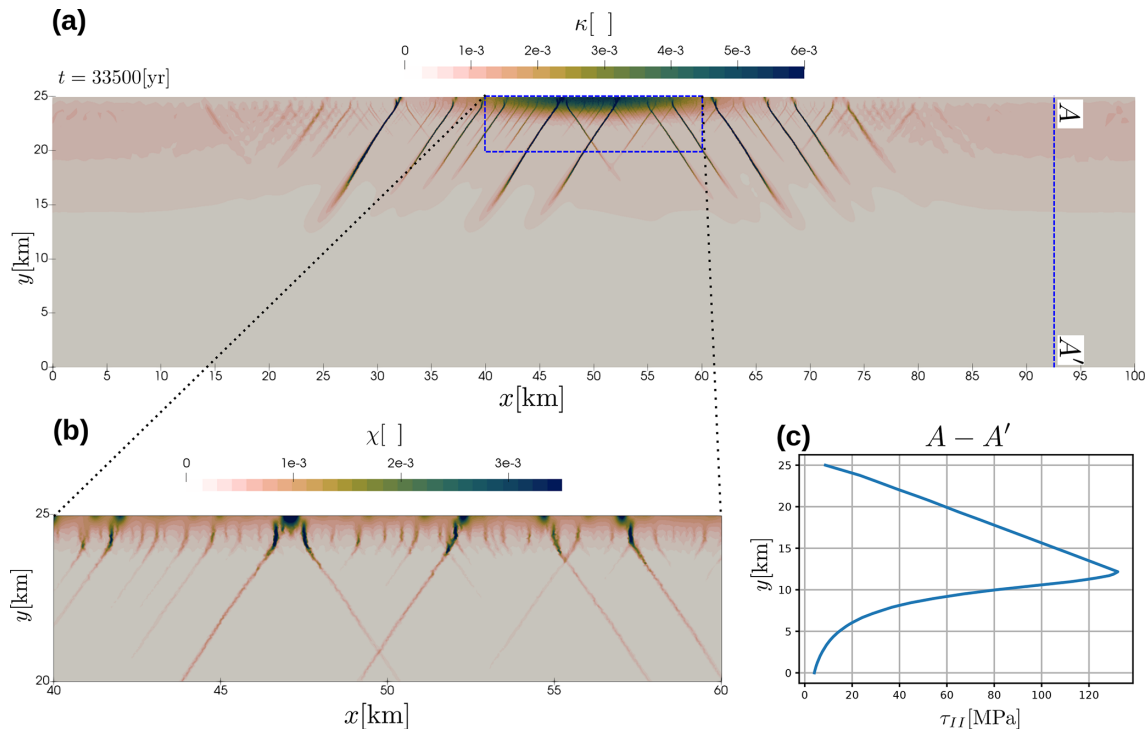 (a)
κ[ ]
0 1e-3 2e-3 3e-3 4e-3 5e-3 6e-3
t = 33500[yr]
25
20
15
10
5
0
y[km]
A
A′
0 5 10 15 20 25 30 35 40 45 50 55 60 65 70 75 80 85 90 95 100
x[km]
(b)
χ[ ]
0 1e-3 2e-3 3e-3
25
20
y[km]
40 45 50 55 60
x[km]
(c)
A − A′
25
20
15
10
5
0
y[km]
0 20 40 60 80 100 120
τII[MPa]